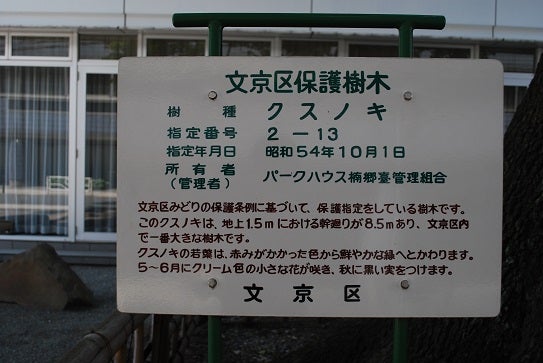 文京区保護樹木
樹種 クスノキ
指定番号 2－13
指定年月日 昭和54年10月1日
所有者(管理者) パークハウス楠郷臺管理組合
文京区みどりの保護条例に基づいて、保護指定をしている樹木です。
このクスノキは、地上1.5mにおける幹廻りが8.5mあり、文京区内
で一番大きな樹木です。
クスノキの若葉は、赤みがかかった色から鮮やかな緑へとかわります。
5～6月にクリーム色の小さな花が咲き、秋に黒い実をつけます。
文京区